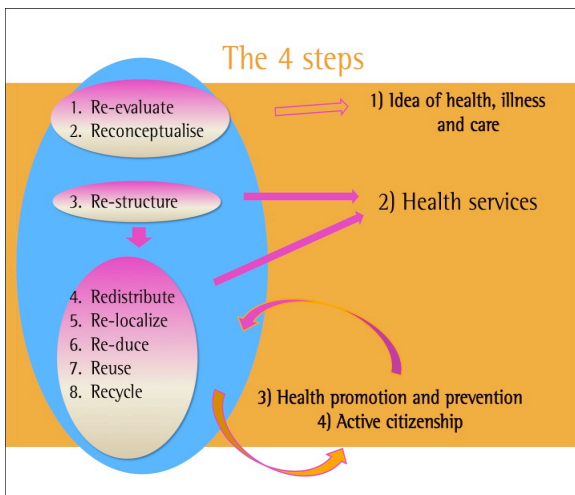 The 4 steps
1. Re-evaluate
2. Reconceptualise
1) Idea of health, illness
and care
3. Re-structure
2) Health services
4. Redistribute
5. Re-localize
6. Re-duce
7. Reuse
8. Recycle
3) Health promotion and prevention
4) Active citizenship